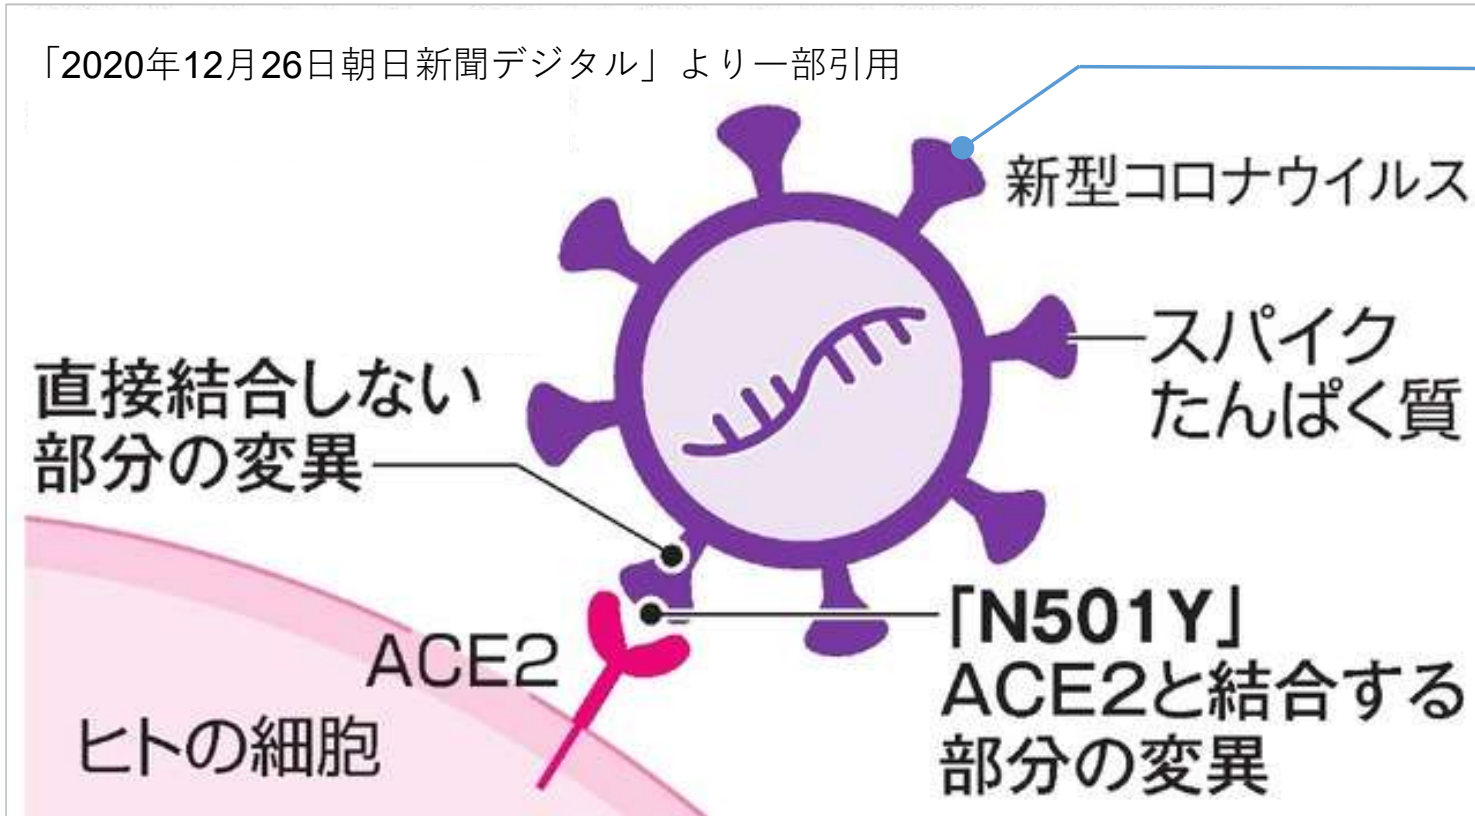 「2020年12月26日朝日新聞デジタル」より一部引用
新型コロナウイルス
スパイク
たんぱく質
直接結合しない
部分の変異
「N501Y」
ACE2と結合する
部分の変異
ACE2
ヒトの細胞